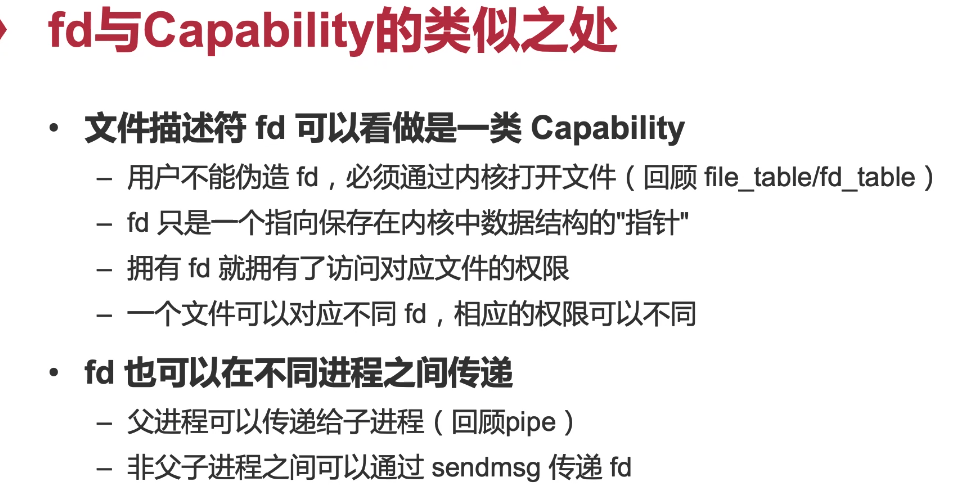 fd与Capability的类似之处
• 文件描述符 fd 可以看做是一类 Capability
– 用户不能伪造 fd，必须通过内核打开文件（回顾 file_table/fd_table）
– fd 只是一个指向保存在内核中数据结构的"指针"
– 拥有 fd 就拥有了访问对应文件的权限
– 一个文件可以对应不同 fd，相应的权限可以不同
• fd 也可以在不同进程之间传递
– 父进程可以传递给子进程（回顾pipe）
– 非父子进程之间可以通过 sendmsg 传递 fd